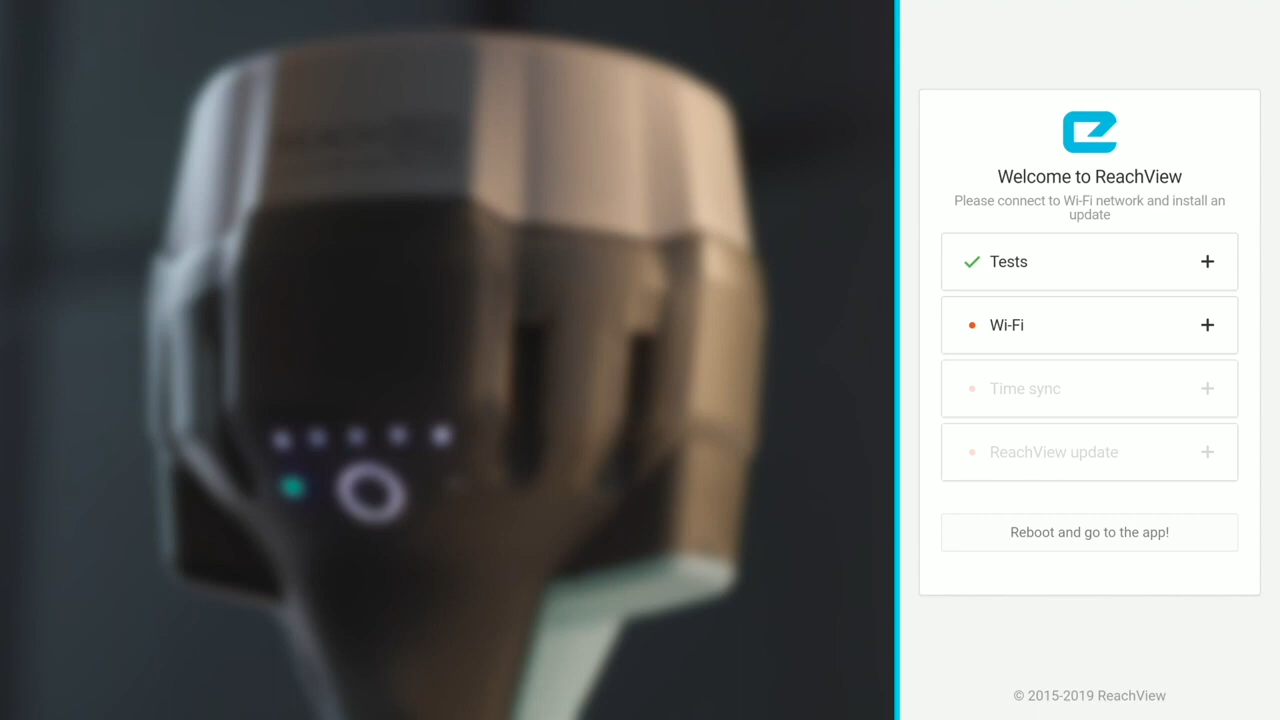 Welcome to ReachView
Please connect to Wi-Fi network and install an
update
Tests
Wi-Fi
Time sync
ReachView update
Reboot and go to the app!
© 2015-2019 ReachView